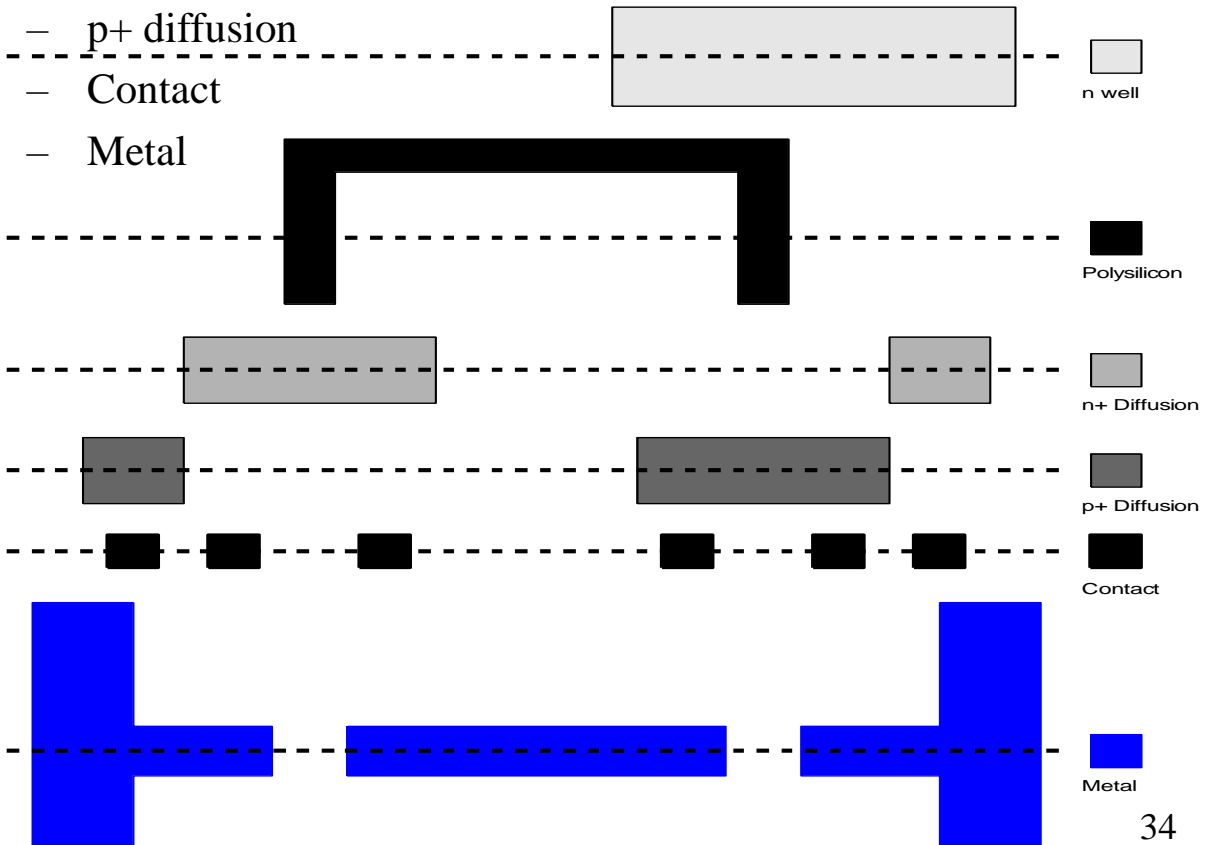 – p+ diffusion
– Contact
– Metal
n well
Polysilicon
n+ Diffusion
p+ Diffusion
Contact
Metal
34